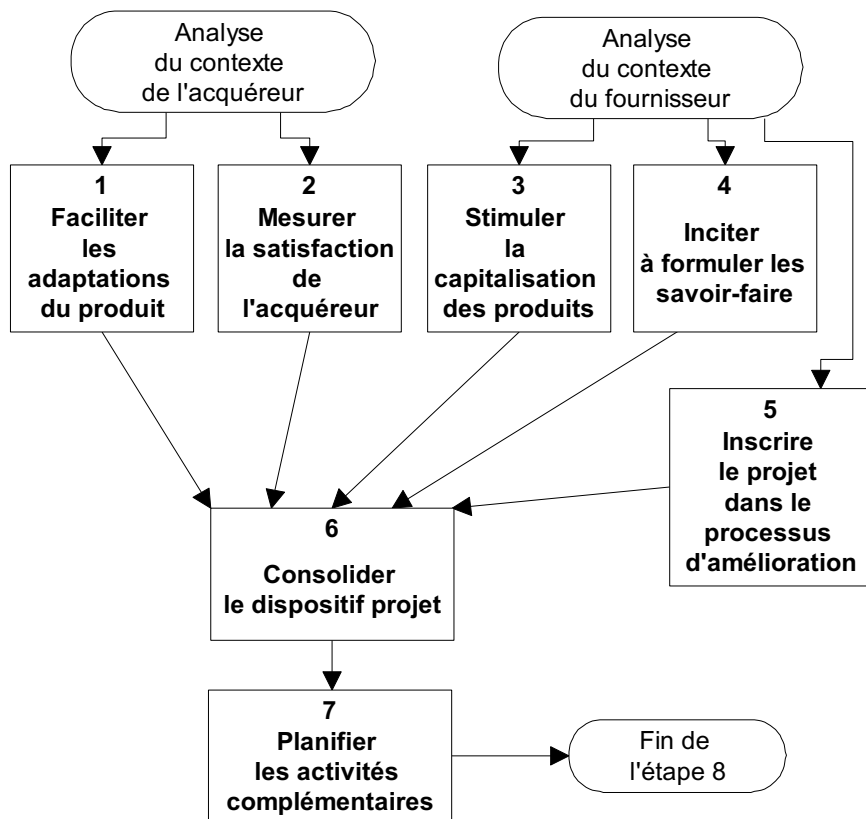 Analyse
du contexte
de l'acquéreur
Analyse
du contexte
du fournisseur
1
Faciliter
les
adaptations
du produit
2
Mesurer
la satisfaction
de
l'acquéreur
3
Stimuler
la
capitalisation
des produits
4
Inciter
à formuler les
savoir-faire
5
Inscrire
le projet
dans le
processus
d'amélioration
6
Consolider
le dispositif projet
7
Planifier
les activités
complémentaires
Fin de
l'étape 8